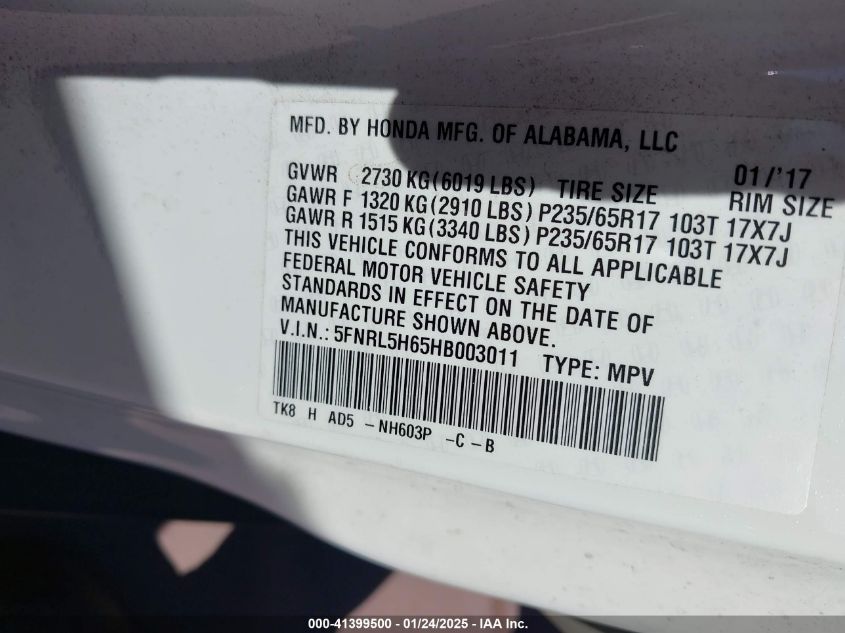 MFD. BY HONDA MFG. OF ALABAMA, LLC
01/'17
GVWR 2730 KG(6019 LBS) TIRE SIZE RIM SIZE
GAWR F 1320 KG(2910 LBS) P235/65R17 103T 17X7J
GAWR R 1515 KG(3340 LBS) P235/65R17 103T 17X7J
THIS VEHICLE CONFORMS TO ALL APPLICABLE
FEDERAL MOTOR VEHICLE SAFETY
STANDARDS IN EFFECT ON THE DATE OF
MANUFACTURE SHOWN ABOVE.
V.I.N.: 5FNRL5H65HB003011 TYPE: MPV
TK8 H AD5 -NH603P -C -B
000-41399500 - 01/24/2025 - IAA Inc.